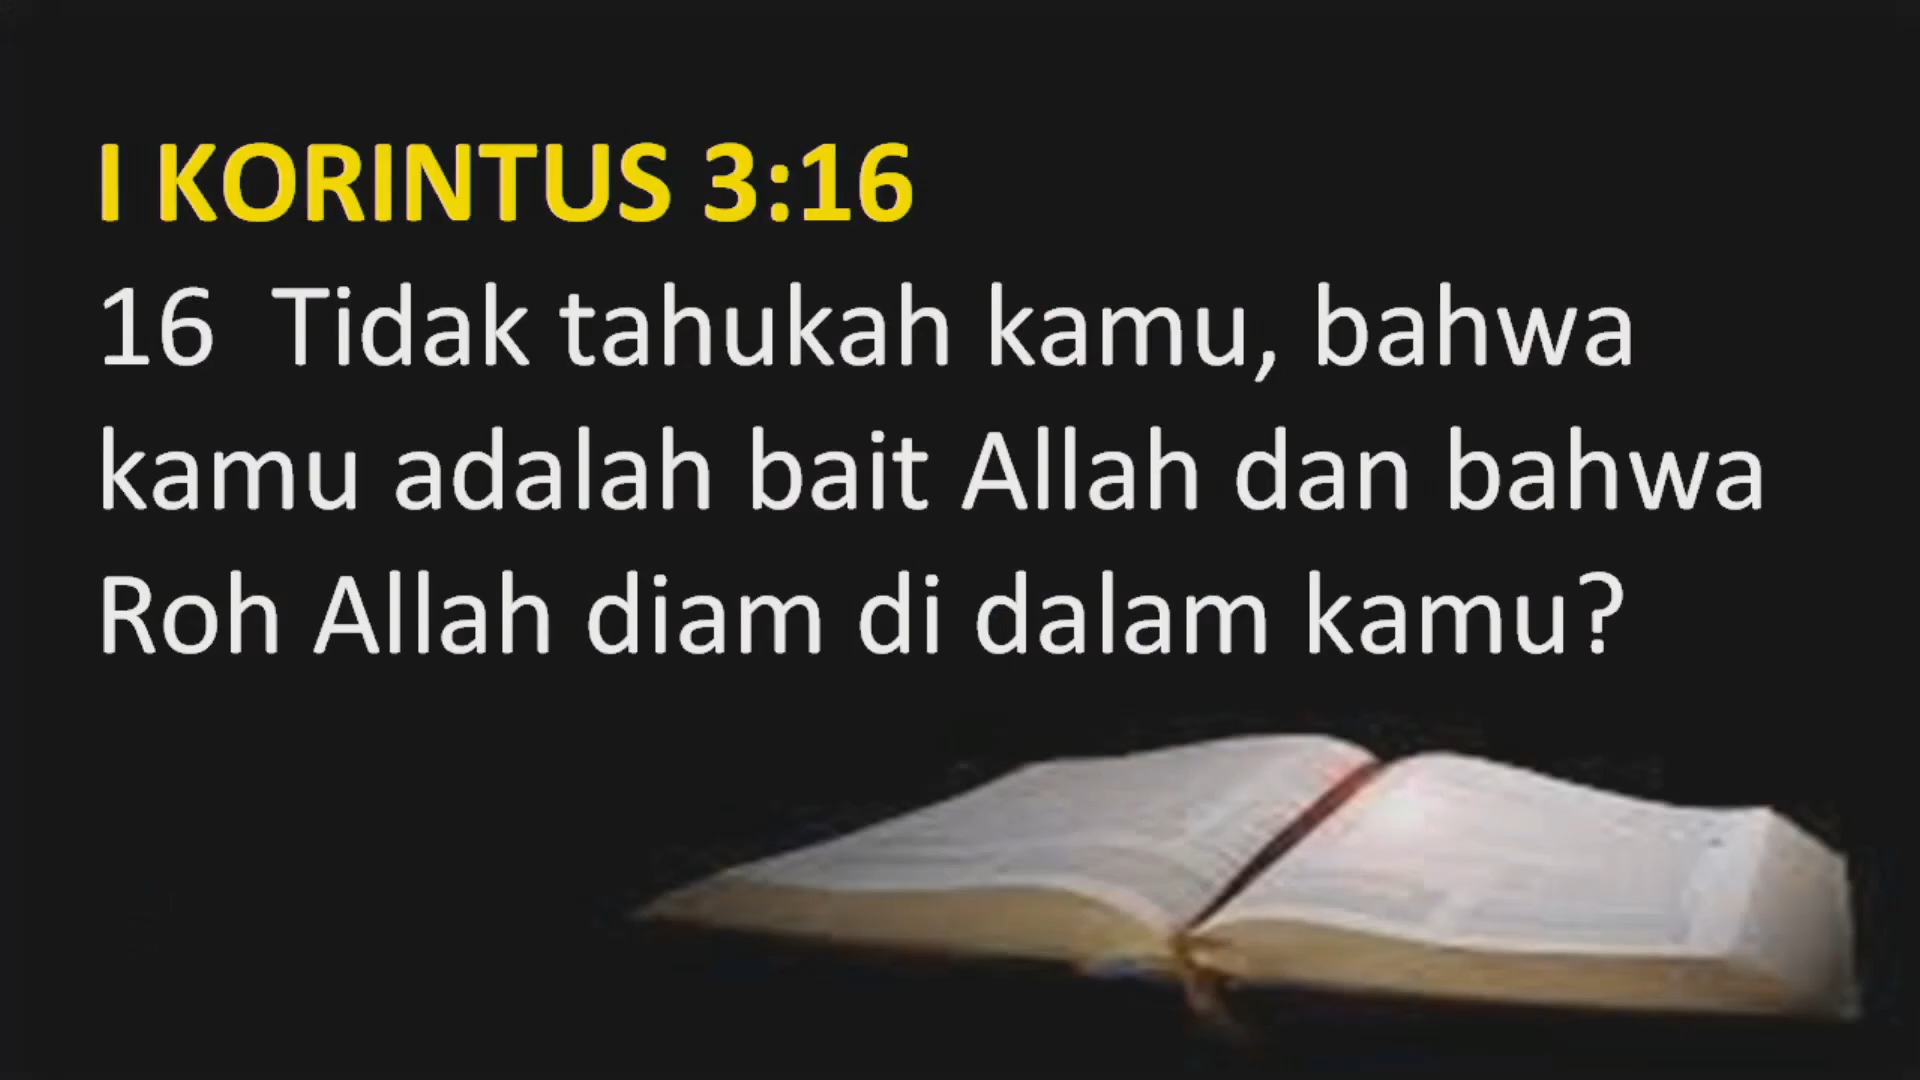 I KORINTUS 3:16
16 Tidak tahukah kamu, bahwa
kamu adalah bait Allah dan bahwa
Roh Allah diam di dalam kamu?